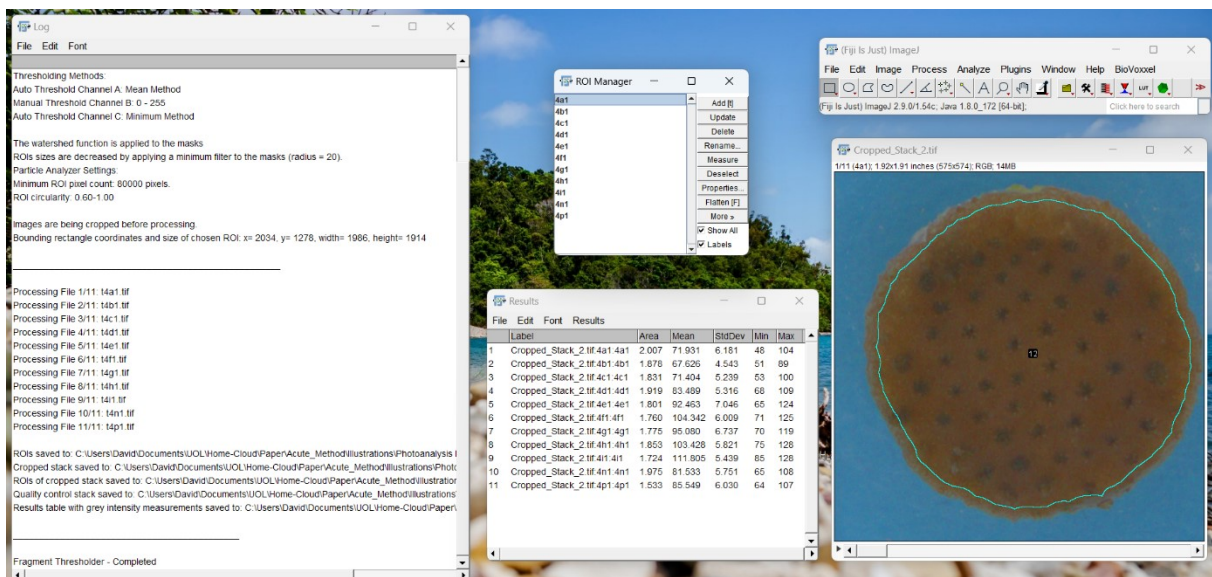 Log
File Edit Font
Thresholding Methods:
Auto Threshold Channel A: Mean Method
Manual Threshold Channel B: 0 - 255
Auto Threshold Channel C: Minimum Method
The watershed function is applied to the masks
ROIs sizes are decreased by applying a minimum filter to the masks (radius = 20).
Particle Analyzer Settings:
Minimum ROI pixel count: 80000 pixels.
ROI circularity: 0.60-1.00
Images are being cropped before processing.
Bounding rectangle coordinates and size of chosen ROI: x= 2034, y= 1278, width= 1986, height= 1914
Processing File 1/11: t4a1.tif
Processing File 2/11: t4b1.tif
Processing File 3/11: t4c1.tif
Processing File 4/11: t4d1.tif
Processing File 5/11: t4e1.tif
Processing File 6/11: t4f1.tif
Processing File 7/11: t4g1.tif
Processing File 8/11: t4h1.tif
Processing File 9/11: t4i1.tif
Processing File 10/11: t4n1.tif
Processing File 11/11: t4p1.tif
ROIs saved to: C:\Users\David\Documents\UOL\Home-Cloud\Paper\Acute_Method\Illustrations\Photoanalysis
Cropped stack saved to: C:\Users\David\Documents\UOL\Home-Cloud\Paper\Acute_Method\Illustrations\Photo
ROIs of cropped stack saved to: C:\Users\David\Documents\UOL\Home-Cloud\Paper\Acute_Method\Illustration
Quality control stack saved to: C:\Users\David\Documents\UOL\Home-Cloud\Paper\Acute_Method\Illustrations
Results table with grey intensity measurements saved to: C:\Users\David\Documents\UOL\Home-Cloud\Paper\
Fragment Thresholder - Completed
ROI Manager
4a1
4b1
4c1
4d1
4e1
4f1
4g1
4h1
4i1
4n1
4p1
Add [t]
Update
Delete
Rename...
Measure
Deselect
Properties...
Flatten [F]
More »
Show All
Labels
Results
File Edit Font Results
Label Area Mean StdDev Min Max
1 Cropped_Stack_2.tif:4a1:4a1 2.007 71.931 6.181 48 104
2 Cropped_Stack_2.tif:4b1:4b1 1.878 67.626 4.543 51 89
3 Cropped_Stack_2.tif:4c1:4c1 1.831 71.404 5.239 53 100
4 Cropped_Stack_2.tif:4d1:4d1 1.919 83.489 5.316 68 109
5 Cropped_Stack_2.tif:4e1:4e1 1.801 92.463 7.046 65 124
6 Cropped_Stack_2.tif:4f1:4f1 1.760 104.342 6.009 71 125
7 Cropped_Stack_2.tif:4g1:4g1 1.775 95.080 6.737 70 119
8 Cropped_Stack_2.tif:4h1:4h1 1.853 103.428 5.821 75 128
9 Cropped_Stack_2.tif:4i1:4i1 1.724 111.805 5.439 85 128
10 Cropped_Stack_2.tif:4n1:4n1 1.975 81.533 5.751 65 108
11 Cropped_Stack_2.tif:4p1:4p1 1.533 85.549 6.030 64 107
(Fiji Is Just) ImageJ
File Edit Image Process Analyze Plugins Window Help BioVoxxel
LUT
(Fiji Is Just) ImageJ 2.9.0/1.54c; Java 1.8.0_172 [64-bit];
Click here to search
Cropped_Stack_2.tif
1/11 (4a1); 1.92x1.91 inches (575x574); RGB; 14MB